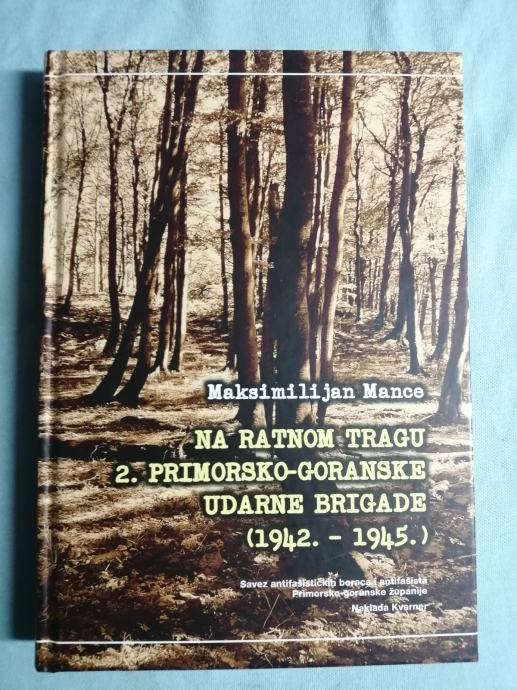 Maksimilijan Mance
NA RATNOM TRAGU
2. PRIMORSKO-GORANSKE
UDARNE BRIGADE
(1942. - 1945.)
Savez antifašističkih boraca i antifašista
Primorsko-goranske županije
Naklada Kvarner